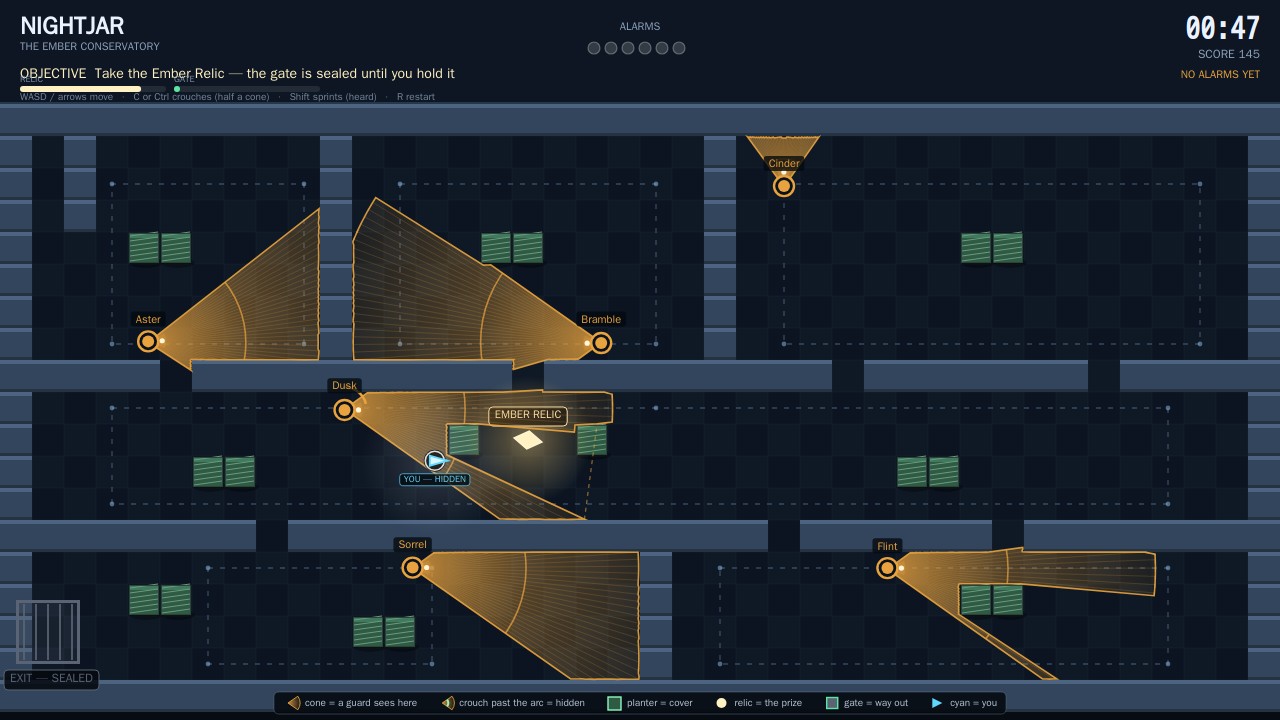 NIGHTJAR
THE EMBER CONSERVATORY
ALARMS
00:47
SCORE 145
OBJECTIVE Take the Ember Relic — the gate is sealed until you hold it
NO ALARMS YET
RELIC GATE
WASD / arrows move · C or Ctrl crouches (half a cone) · Shift sprints (heard) · R restart
Cinder
Aster
Bramble
Dusk
EMBER RELIC
YOU — HIDDEN
Sorrel
Flint
EXIT — SEALED
cone = a guard sees here crouch past the arc = hidden planter = cover relic = the prize gate = way out cyan = you